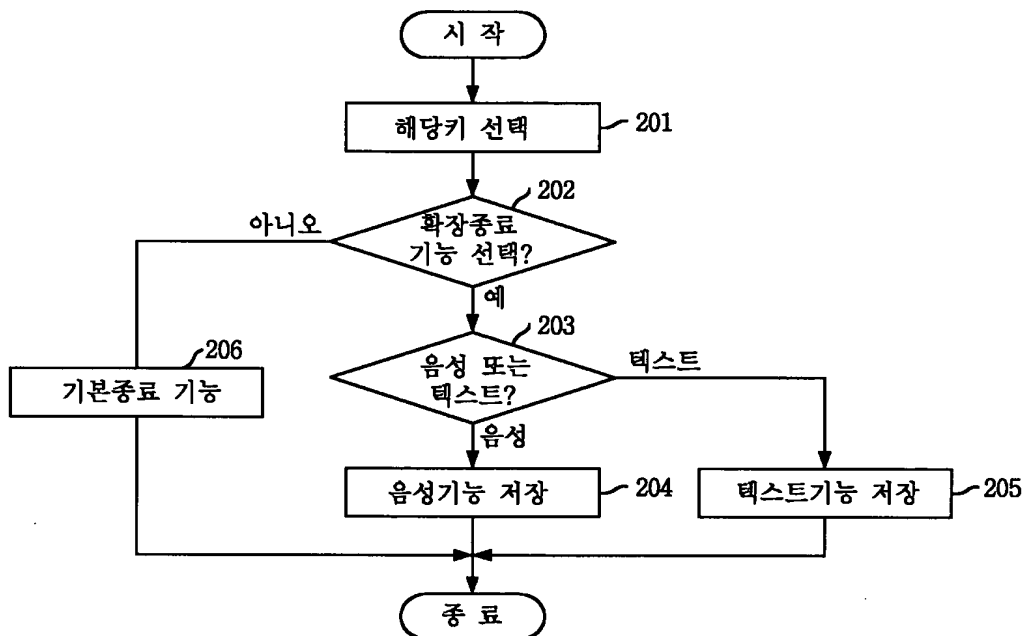 시 작
해당키 선택
201
202
확장종료
기능 선택?
아니오
예
203
음성 또는
텍스트?
텍스트
206
기본종료 기능
음성
음성기능 저장
204
텍스트기능 저장
205
종 료